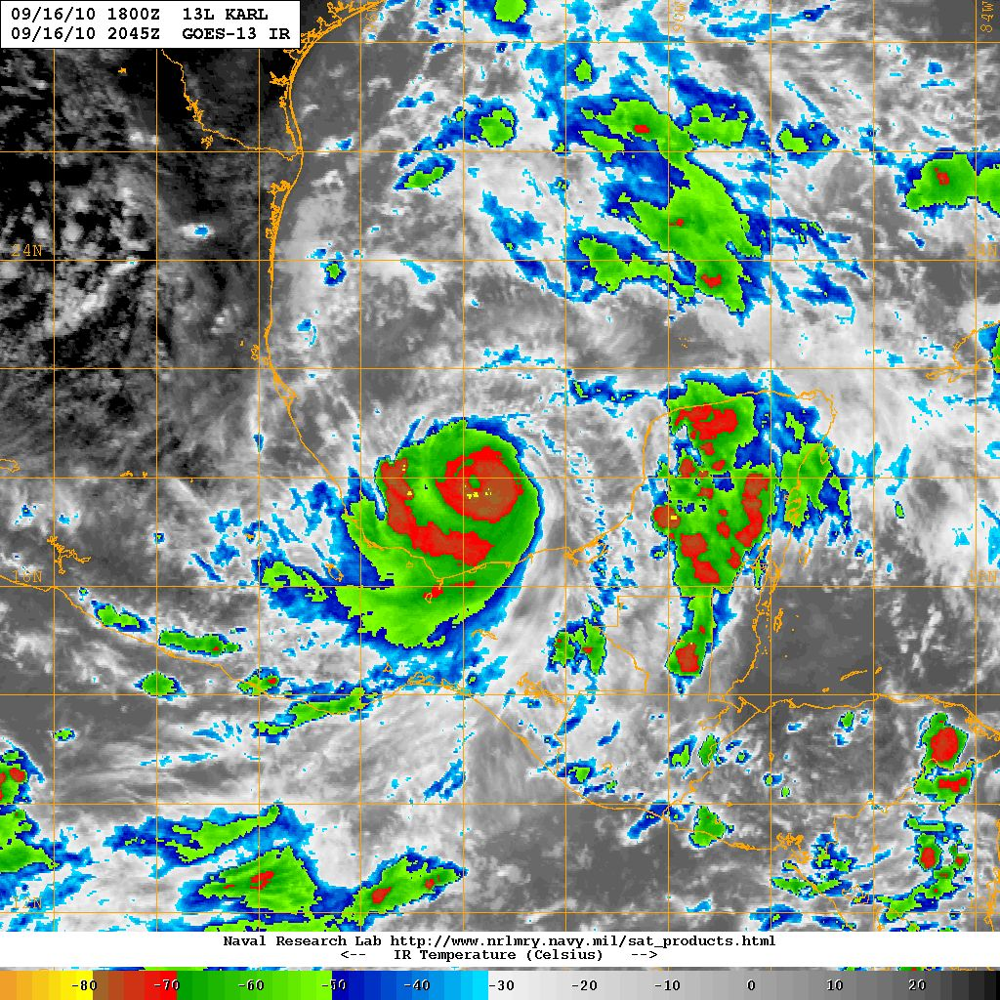 09/16/10 1800Z 13L KARL
09/16/10 2045Z GOES-13 IR
84W
24N
18N
12N
Naval Research Lab http://www.nrlmry.navy.mil/sat_products.html
<-- IR Temperature (Celsius) -->
-80 -70 -60 -50 -40 -30 -20 -10 0 10 20